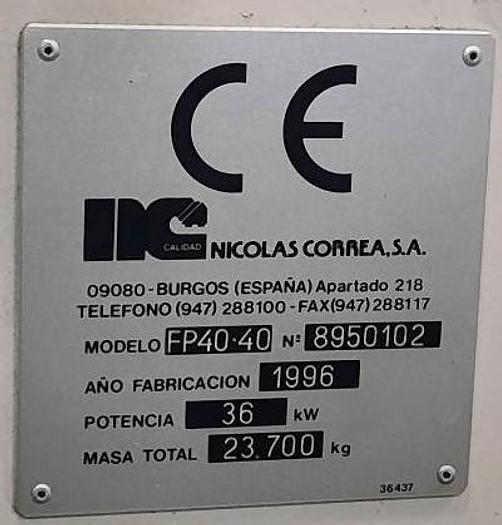 CE
nc
CALIDAD NICOLAS CORREA, S.A.
09080-BURGOS (ESPAÑA) Apartado 218
TELEFONO (947) 288100-FAX(947) 288117
MODELO FP40·40 Nº 8950102
AÑO FABRICACION 1996
POTENCIA 36 kW
MASA TOTAL 23.700 kg
36437